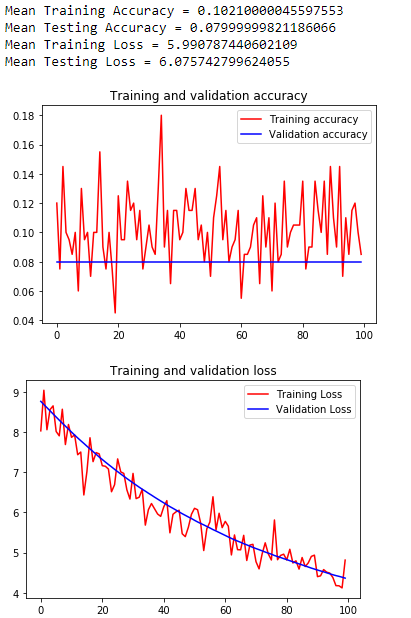 Mean Training Accuracy = 0.10210000045597553
Mean Testing Accuracy = 0.07999999821186066
Mean Training Loss = 5.990787440602109
Mean Testing Loss = 6.075742799624055
Training and validation accuracy
Training accuracy
Validation accuracy
0.18
0.16
0.14
0.12
0.10
0.08
0.06
0.04
0 20 40 60 80 100
Training and validation loss
Training Loss
Validation Loss
9
8
7
6
5
4
0 20 40 60 80 100